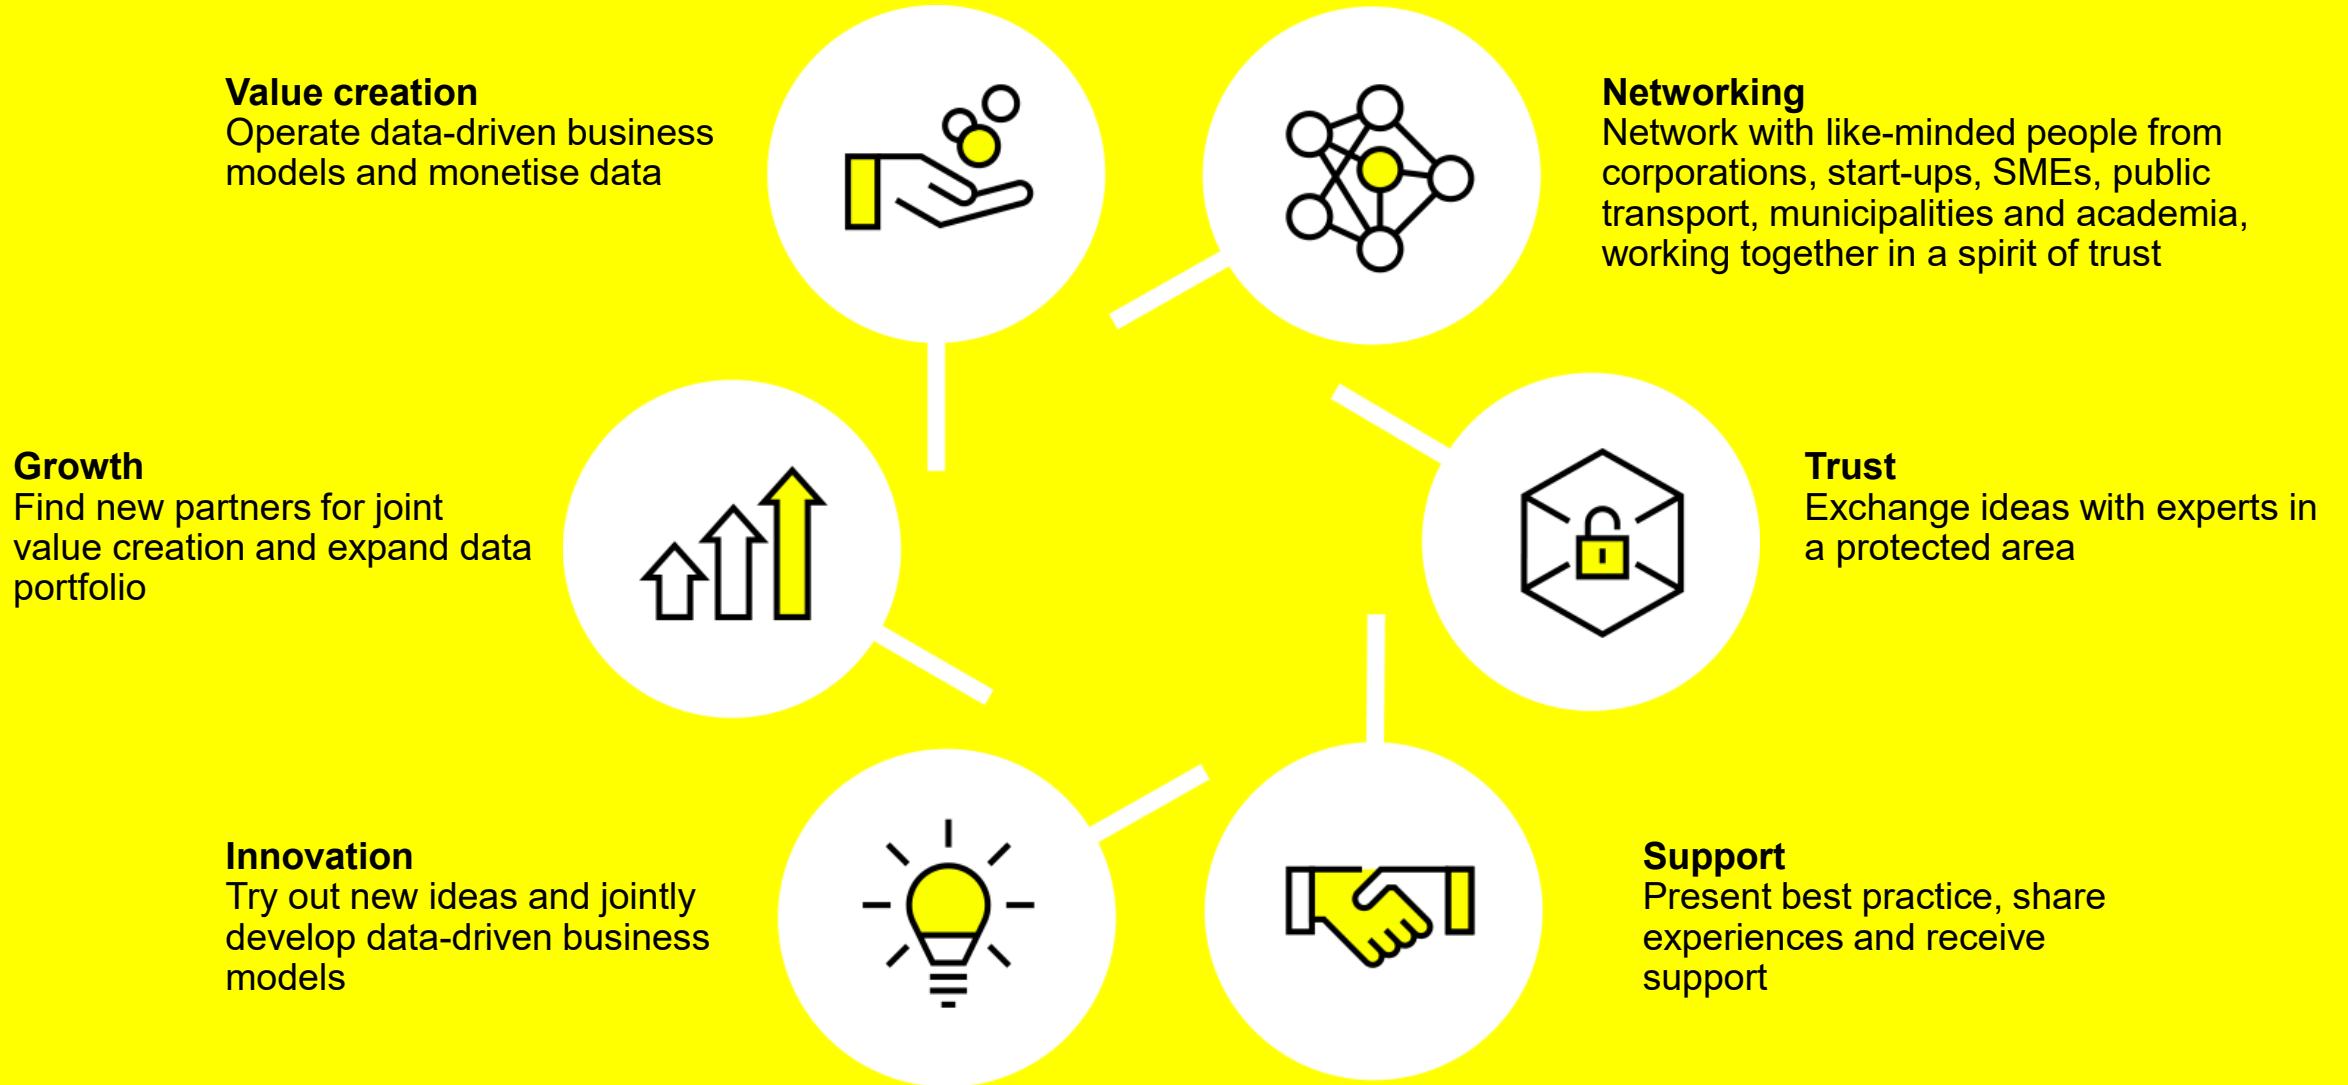 Value creation
Operate data-driven business
models and monetise data
Networking
Network with like-minded people from
corporations, start-ups, SMEs, public
transport, municipalities and academia,
working together in a spirit of trust
Growth
Find new partners for joint
value creation and expand data
portfolio
Trust
Exchange ideas with experts in
a protected area
Innovation
Try out new ideas and jointly
develop data-driven business
models
Support
Present best practice, share
experiences and receive
support